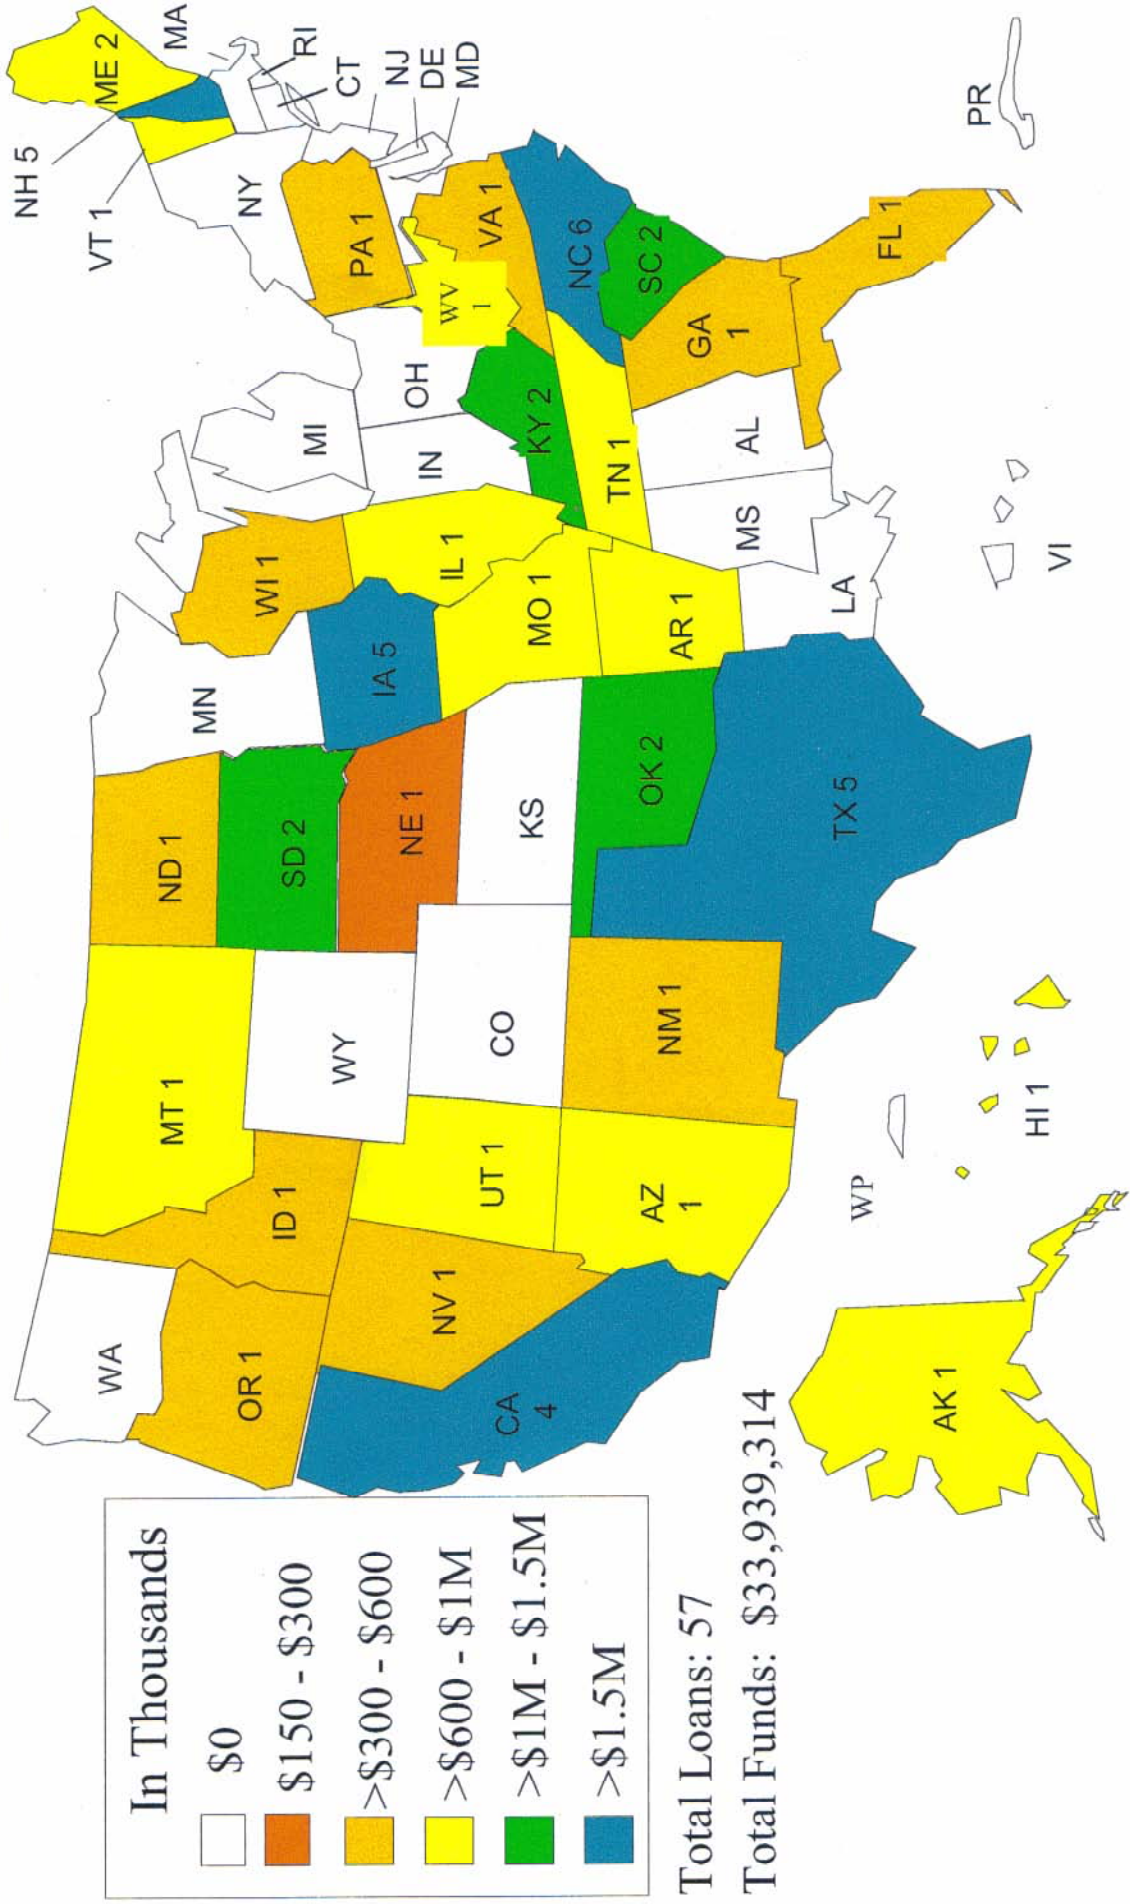 WA
OR 1
CA
4
NV 1
ID 1
MT 1
WY
UT 1
AZ
1
CO
NM 1
ND 1
SD 2
NE 1
KS
OK 2
TX 5
MN
IA 5
MO 1
AR 1
LA
WI 1
IL 1
MI
IN
OH
KY 2
TN 1
MS
AL
GA
1
FL 1
SC 2
NC 6
VA 1
WV
1
PA 1
NY
VT 1
NH 5
ME 2
MA
RI
CT
NJ
DE
MD
PR
VI
HI 1
WP
AK 1
In Thousands
$0
$150 - $300
>$300 - $600
>$600 - $1M
>$1M - $1.5M
>$1.5M
Total Loans: 57
Total Funds: $33,939,314